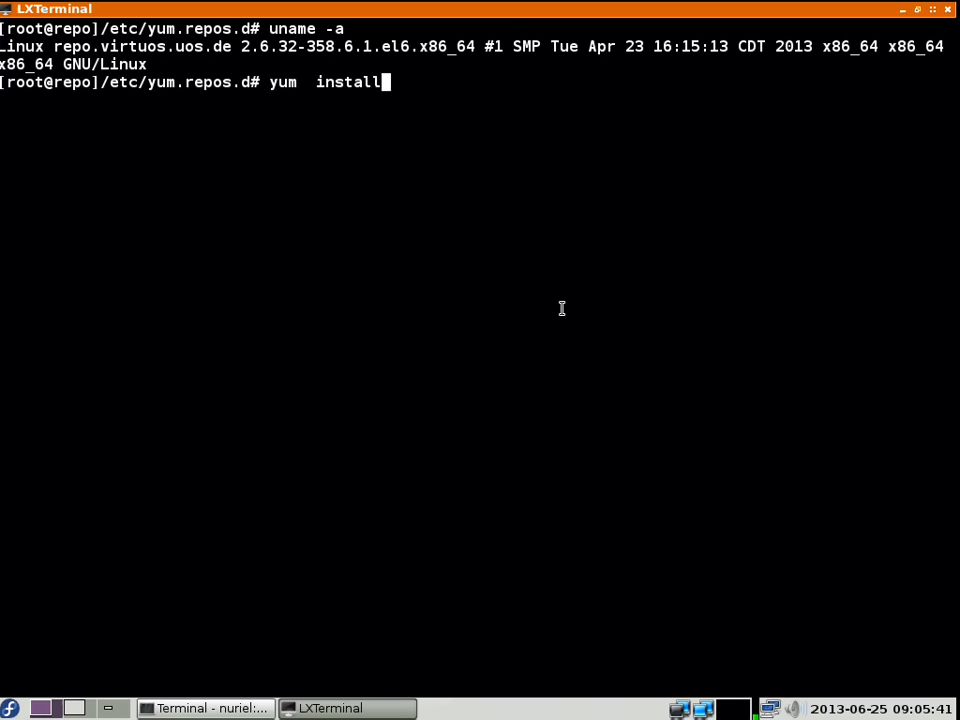 LXTerminal
[root@repo]/etc/yum.repos.d# uname -a
Linux repo.virtuos.uos.de 2.6.32-358.6.1.el6.x86_64 #1 SMP Tue Apr 23 16:15:13 CDT 2013 x86_64 x86_64
x86_64 GNU/Linux
[root@repo]/etc/yum.repos.d# yum  install
Terminal - nuriel:...
LXTerminal
2013-06-25 09:05:41